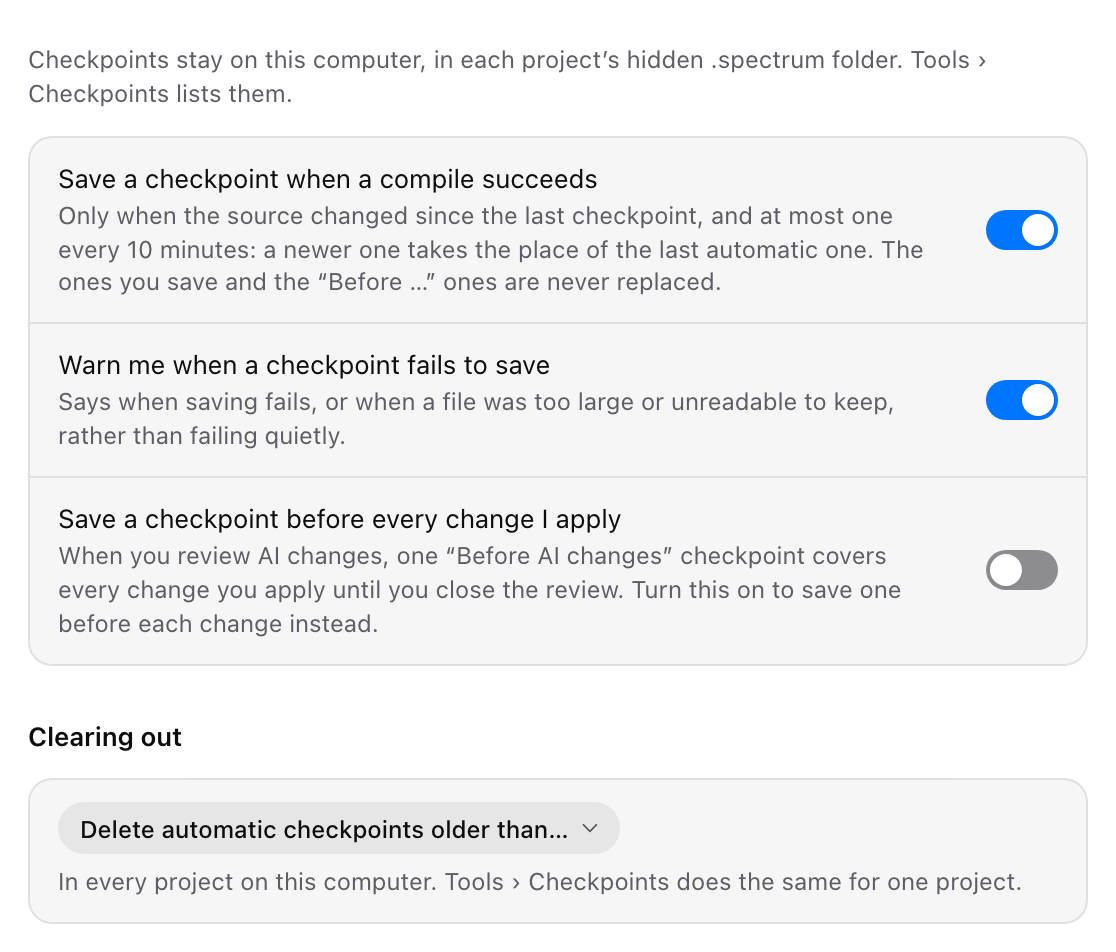 Checkpoints stay on this computer, in each project’s hidden .spectrum folder. Tools ›
Checkpoints lists them.
Save a checkpoint when a compile succeeds
Only when the source changed since the last checkpoint, and at most one
every 10 minutes: a newer one takes the place of the last automatic one. The
ones you save and the “Before …” ones are never replaced.
Warn me when a checkpoint fails to save
Says when saving fails, or when a file was too large or unreadable to keep,
rather than failing quietly.
Save a checkpoint before every change I apply
When you review AI changes, one “Before AI changes” checkpoint covers
every change you apply until you close the review. Turn this on to save one
before each change instead.
Clearing out
Delete automatic checkpoints older than…
In every project on this computer. Tools › Checkpoints does the same for one project.